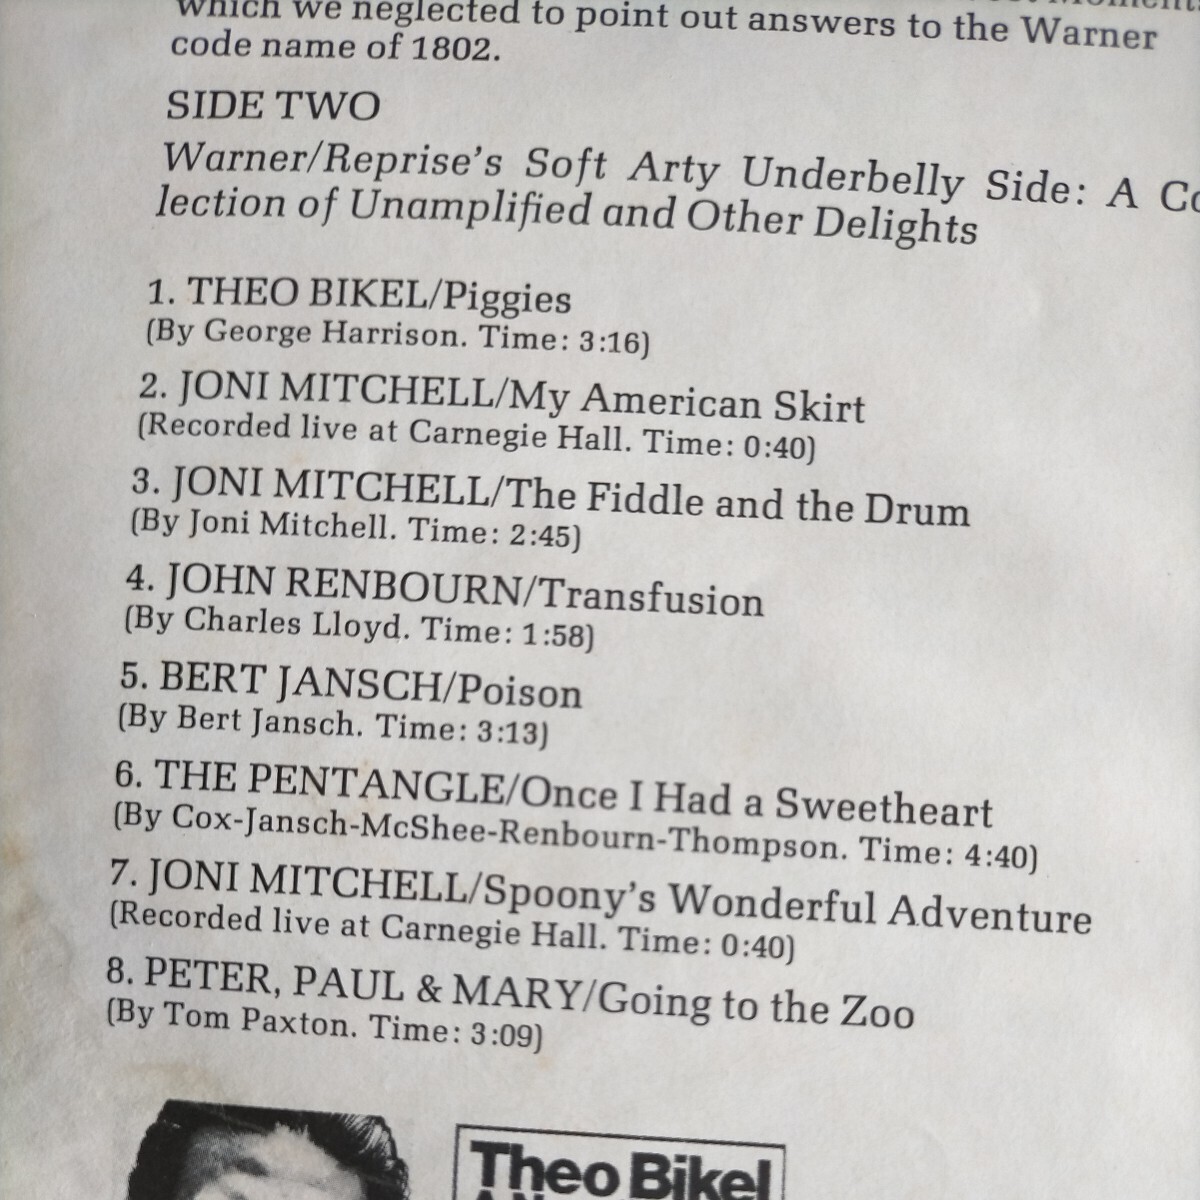 which we neglected to point out answers to the Warner
code name of 1802.
SIDE TWO
Warner/Reprise's Soft Arty Underbelly Side: A Co
lection of Unamplified and Other Delights
1. THEO BIKEL/Piggies
(By George Harrison. Time: 3:16)
2. JONI MITCHELL/My American Skirt
(Recorded live at Carnegie Hall. Time: 0:40)
3. JONI MITCHELL/The Fiddle and the Drum
(By Joni Mitchell. Time: 2:45)
4. JOHN RENBOURN/Transfusion
(By Charles Lloyd. Time: 1:58)
5. BERT JANSCH/Poison
(By Bert Jansch. Time: 3:13)
6. THE PENTANGLE/Once I Had a Sweetheart
(By Cox-Jansch-McShee-Renbourn-Thompson. Time: 4:40)
7. JONI MITCHELL/Spoony's Wonderful Adventure
(Recorded live at Carnegie Hall. Time: 0:40)
8. PETER, PAUL & MARY/Going to the Zoo
(By Tom Paxton. Time: 3:09)
Theo Bikel